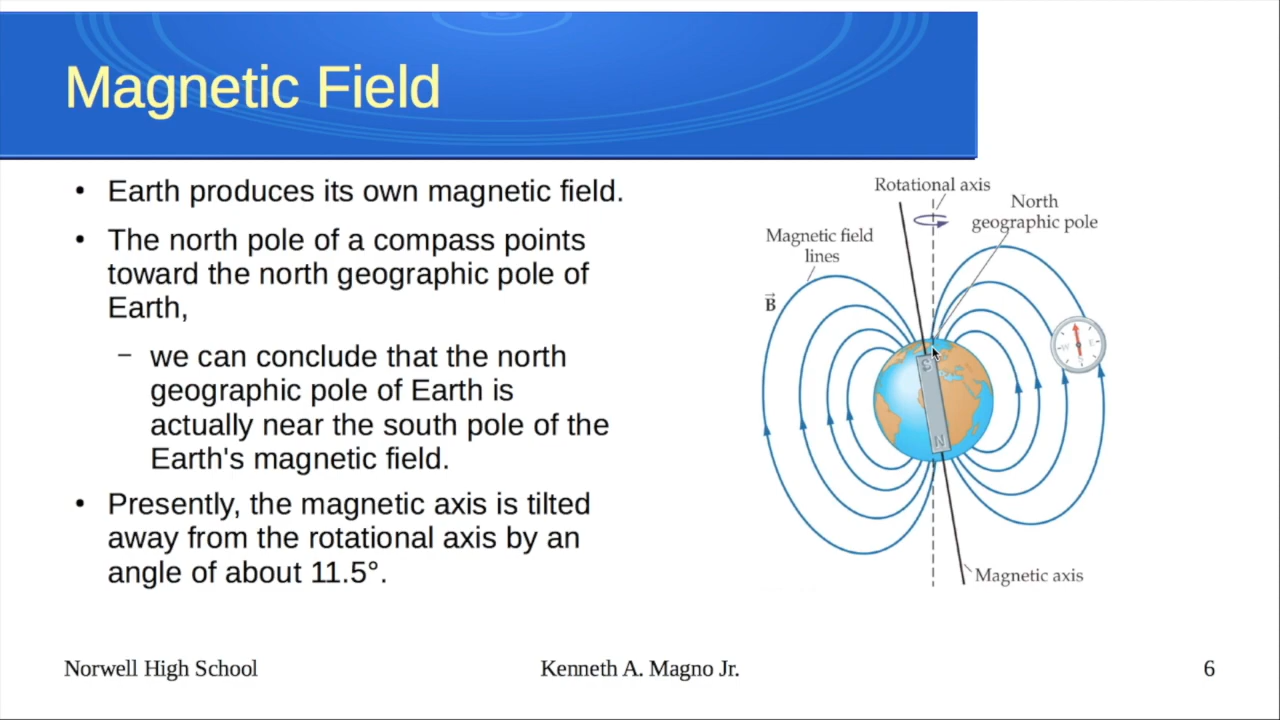 Magnetic Field
• Earth produces its own magnetic field.
• The north pole of a compass points
toward the north geographic pole of
Earth,
– we can conclude that the north
geographic pole of Earth is
actually near the south pole of the
Earth's magnetic field.
• Presently, the magnetic axis is tilted
away from the rotational axis by an
angle of about 11.5°.
Rotational axis
North
geographic pole
Magnetic field
lines
B⃗
S
N
W
S
Magnetic axis
Norwell High School
Kenneth A. Magno Jr.
6